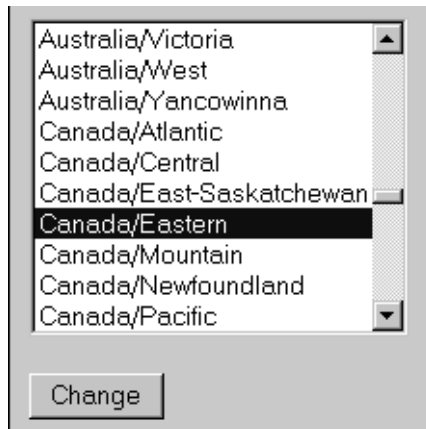 Australia/Victoria
Australia/West
Australia/Yancowinna
Canada/Atlantic
Canada/Central
Canada/East-Saskatchewan
Canada/Eastern
Canada/Mountain
Canada/Newfoundland
Canada/Pacific
Change